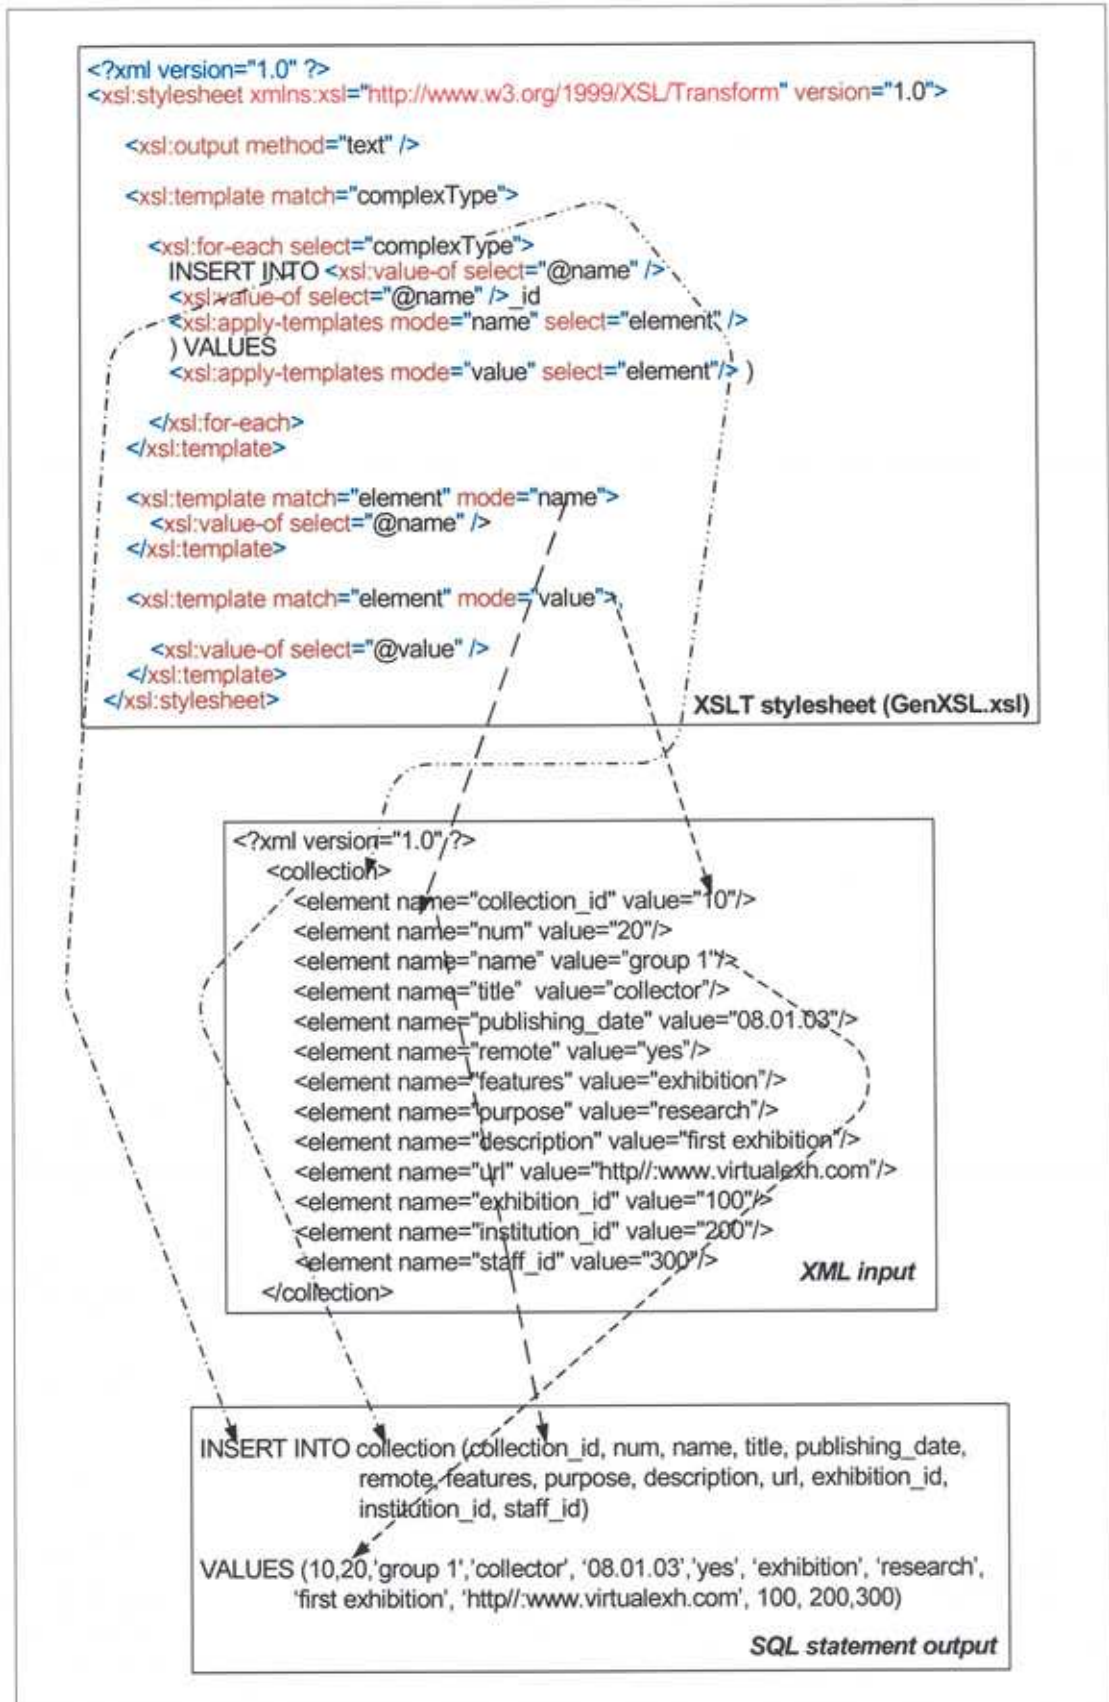 <?xml version="1.0" ?>
<xsl:stylesheet xmlns:xsl="http://www.w3.org/1999/XSL/Transform" version="1.0">
<xsl:output method="text" />
<xsl:template match="complexType">
<xsl:for-each select="complexType">
INSERT INTO <xsl:value-of select="@name" />
<xsl:value-of select="@name" />_id
<xsl:apply-templates mode="name" select="element" />
) VALUES
<xsl:apply-templates mode="value" select="element"/> )
</xsl:for-each>
</xsl:template>
<xsl:template match="element" mode="name">
<xsl:value-of select="@name" />
</xsl:template>
<xsl:template match="element" mode="value">
<xsl:value-of select="@value" />
</xsl:template>
</xsl:stylesheet>
XSLT stylesheet (GenXSL.xsl)
<?xml version="1.0" ?>
<collection>
<element name="collection_id" value="10"/>
<element name="num" value="20"/>
<element name="name" value="group 1"/>
<element name="title" value="collector"/>
<element name="publishing_date" value="08.01.03"/>
<element name="remote" value="yes"/>
<element name="features" value="exhibition"/>
<element name="purpose" value="research"/>
<element name="description" value="first exhibition"/>
<element name="url" value="http//:www.virtualexh.com"/>
<element name="exhibition_id" value="100"/>
<element name="institution_id" value="200"/>
<element name="staff_id" value="300"/>
</collection>
XML input
INSERT INTO collection (collection_id, num, name, title, publishing_date,
remote, features, purpose, description, url, exhibition_id,
institution_id, staff_id)
VALUES (10,20,'group 1','collector', '08.01.03','yes', 'exhibition', 'research',
'first exhibition', 'http//:www.virtualexh.com', 100, 200,300)
SQL statement output